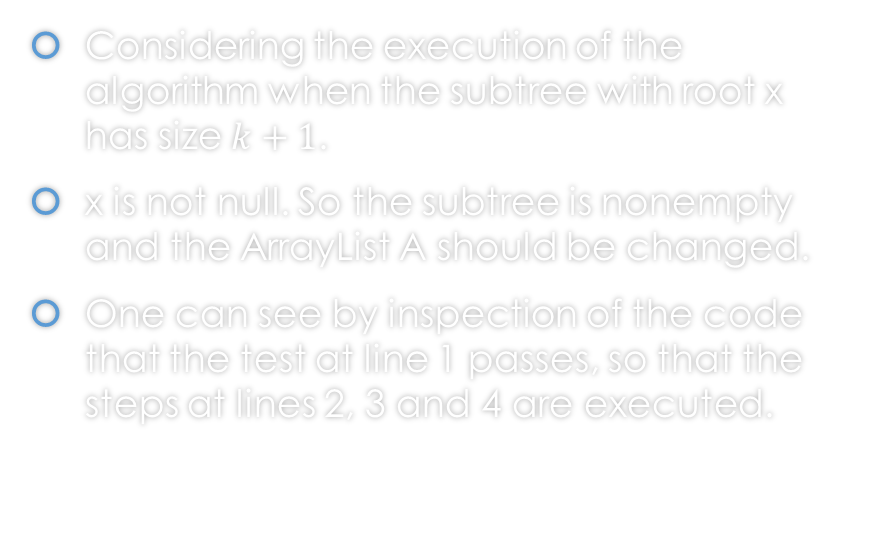 Considering the execution of the
algorithm when the subtree with root x
has size k + 1.
x is not null. So the subtree is nonempty
and the ArrayList A should be changed.
One can see by inspection of the code
that the test at line 1 passes, so that the
steps at lines 2, 3 and 4 are executed.